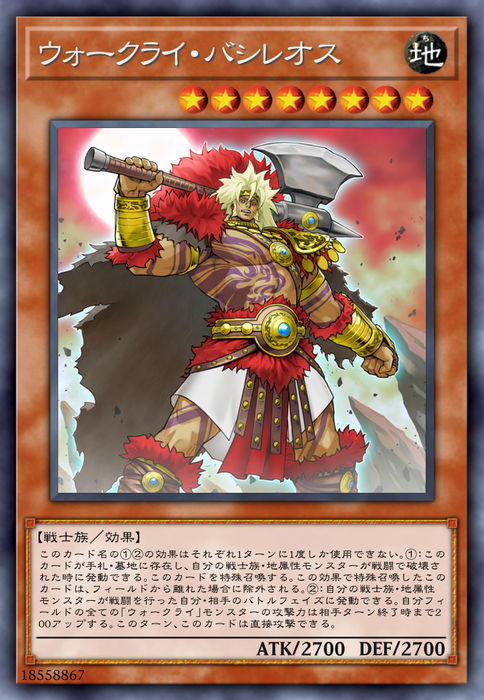 ウォークライ・バシレオス
ち
地
【戦士族／効果】
このカード名の①②の効果はそれぞれ1ターンに1度しか使用できない。①:この
カードが手札・墓地に存在し、自分の戦士族・地属性モンスターが戦闘で破壊さ
れた時に発動できる。このカードを特殊召喚する。この効果で特殊召喚したこの
カードは、フィールドから離れた場合に除外される。②:自分の戦士族・地属性
モンスターが戦闘を行った自分・相手のバトルフェイズに発動できる。自分フィ
ールドの全ての「ウォークライ」モンスターの攻撃力は相手ターン終了時まで2
00アップする。このターン、このカードは直接攻撃できる。
ATK/2700 DEF/2700
18558867